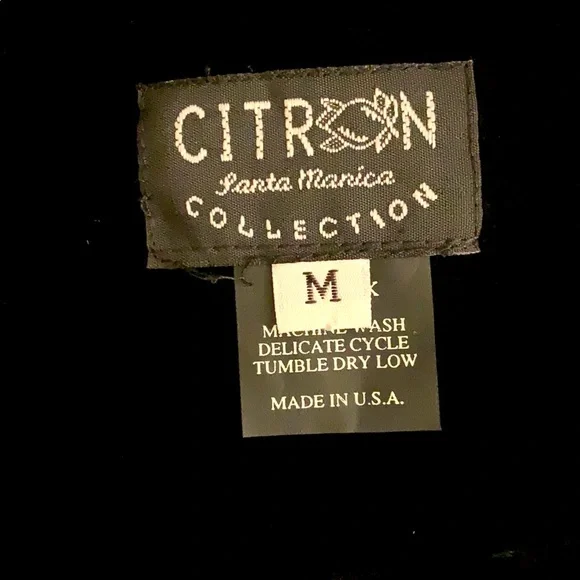 CITRON
Santa Monica
COLLECTION
M
K
MACHINE WASH
DELICATE CYCLE
TUMBLE DRY LOW
MADE IN U.S.A.